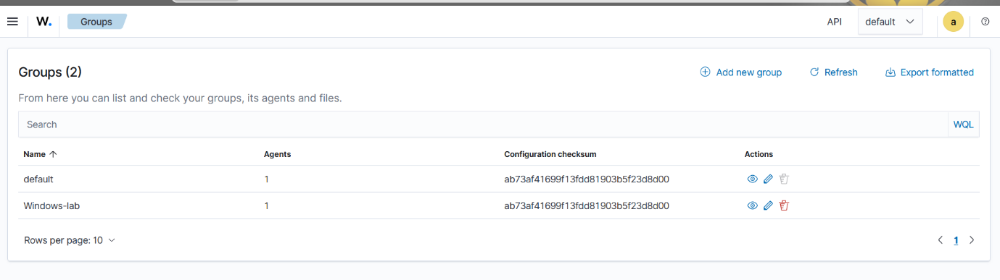 W. Groups API default a
Groups (2) Add new group Refresh Export formatted
From here you can list and check your groups, its agents and files.
Search WQL
Name Agents Configuration checksum Actions
default 1 ab73af41699f13fdd81903b5f23d8d00
Windows-lab 1 ab73af41699f13fdd81903b5f23d8d00
Rows per page: 10 1